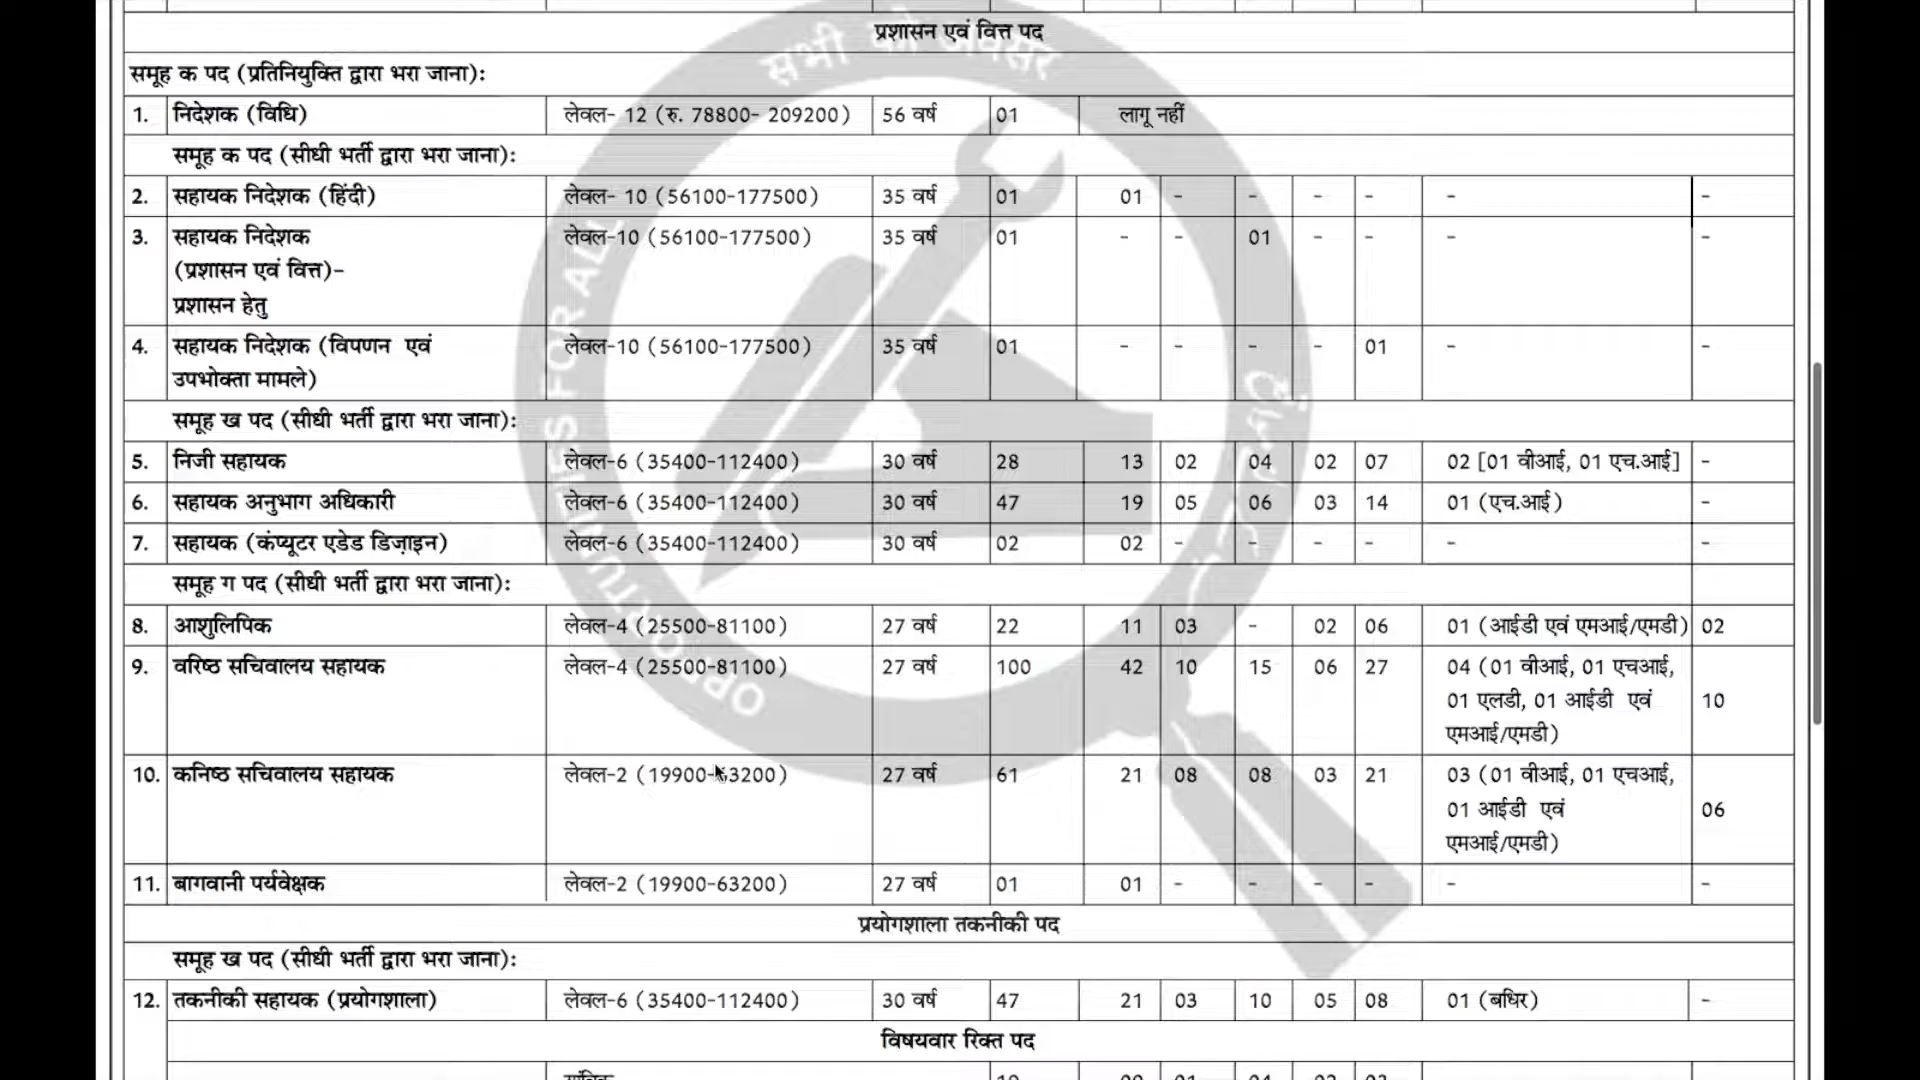 प्रशासन एवं वित्त पद
समूह क पद (प्रतिनियुक्ति द्वारा भरा जाना):
1. निदेशक (विधि) लेवल- 12 (रु. 78800- 209200) 56 वर्ष 01 लागू नहीं
समूह क पद (सीधी भर्ती द्वारा भरा जाना):
2. सहायक निदेशक (हिंदी) लेवल- 10 (56100-177500) 35 वर्ष 01 01 - - - - - -
3. सहायक निदेशक लेवल-10 (56100-177500) 35 वर्ष 01 - - 01 - - - -
(प्रशासन एवं वित्त)-
प्रशासन हेतु
4. सहायक निदेशक (विपणन एवं लेवल-10 (56100-177500) 35 वर्ष 01 - - - - 01 - -
उपभोक्ता मामले)
समूह ख पद (सीधी भर्ती द्वारा भरा जाना):
5. निजी सहायक लेवल-6 (35400-112400) 30 वर्ष 28 13 02 04 02 07 02 [01 वीआई, 01 एच.आई] -
6. सहायक अनुभाग अधिकारी लेवल-6 (35400-112400) 30 वर्ष 47 19 05 06 03 14 01 (एच.आई) -
7. सहायक (कंप्यूटर एडेड डिज़ाइन) लेवल-6 (35400-112400) 30 वर्ष 02 02 - - - - - -
समूह ग पद (सीधी भर्ती द्वारा भरा जाना):
8. आशुलिपिक लेवल-4 (25500-81100) 27 वर्ष 22 11 03 - 02 06 01 (आईडी एवं एमआई/एमडी) 02
9. वरिष्ठ सचिवालय सहायक लेवल-4 (25500-81100) 27 वर्ष 100 42 10 15 06 27 04 (01 वीआई, 01 एचआई,
01 एलडी, 01 आईडी एवं 10
एमआई/एमडी)
10. कनिष्ठ सचिवालय सहायक लेवल-2 (19900-63200) 27 वर्ष 61 21 08 08 03 21 03 (01 वीआई, 01 एचआई,
01 आईडी एवं 06
एमआई/एमडी)
11. बागवानी पर्यवेक्षक लेवल-2 (19900-63200) 27 वर्ष 01 01 - - - - - -
प्रयोगशाला तकनीकी पद
समूह ख पद (सीधी भर्ती द्वारा भरा जाना):
12. तकनीकी सहायक (प्रयोगशाला) लेवल-6 (35400-112400) 30 वर्ष 47 21 03 10 05 08 01 (बधिर) -
विषयवार रिक्त पद
सभी को अवसर
OPPORTUNITIES FOR ALL